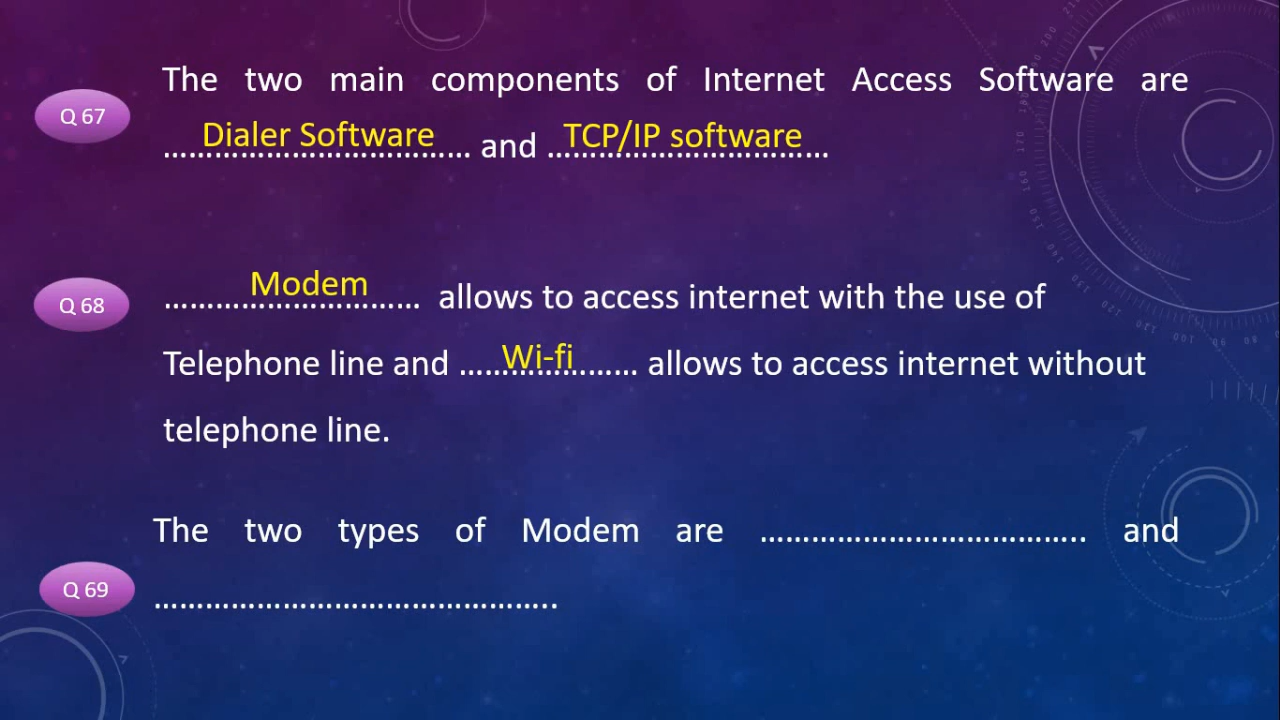 The two main components of Internet Access Software are
Q 67
Dialer Software TCP/IP software
................................... and ................................
Modem
Q 68
.............................. allows to access internet with the use of
Telephone line and .....Wi-fi..... allows to access internet without
telephone line.
The two types of Modem are ..................................... and
Q 69
...............................................